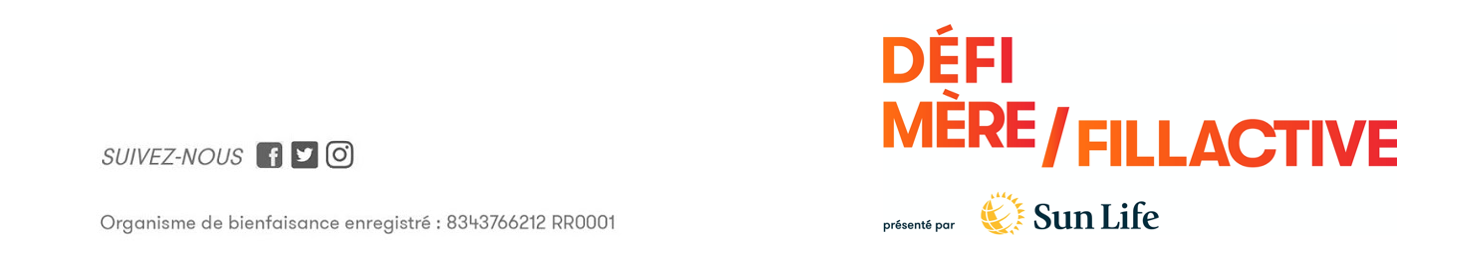 SUIVEZ-NOUS
Organisme de bienfaisance enregistré : 8343766212 RR0001
DÉFI
MÈRE/FILLACTIVE
présenté par Sun Life